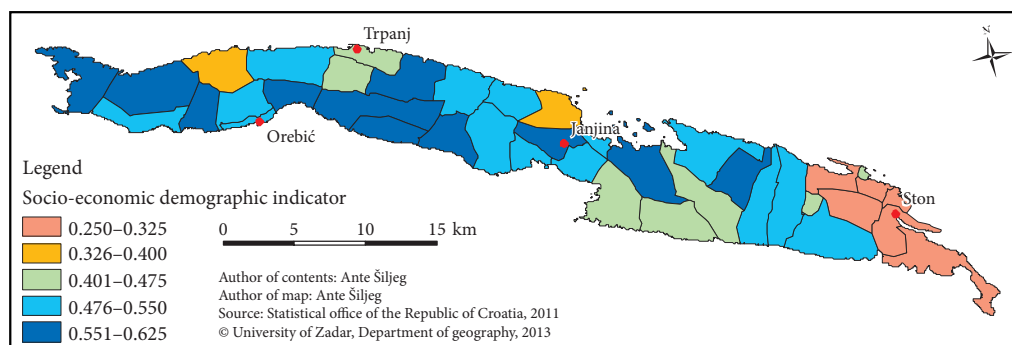 Trpanj
N
Orebić
Janjina
Ston
Legend
Socio-economic demographic indicator
0.250–0.325
0.326–0.400
0.401–0.475
0.476–0.550
0.551–0.625
0 5 10 15 km
Author of contents: Ante Šiljeg
Author of map: Ante Šiljeg
Source: Statistical office of the Republic of Croatia, 2011
© University of Zadar, Department of geography, 2013